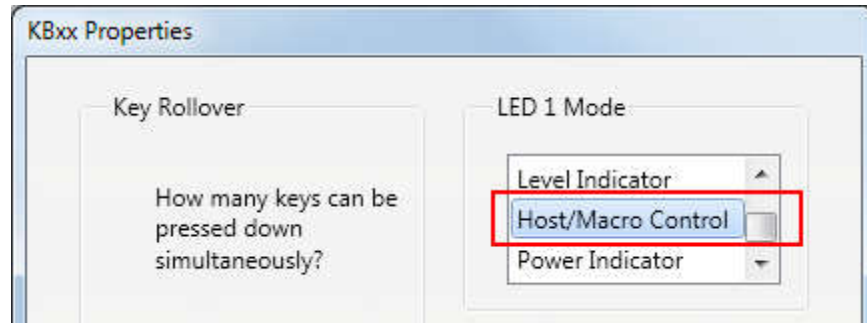 KBxx Properties
Key Rollover
How many keys can be
pressed down
simultaneously?
LED 1 Mode
Level Indicator
Host/Macro Control
Power Indicator